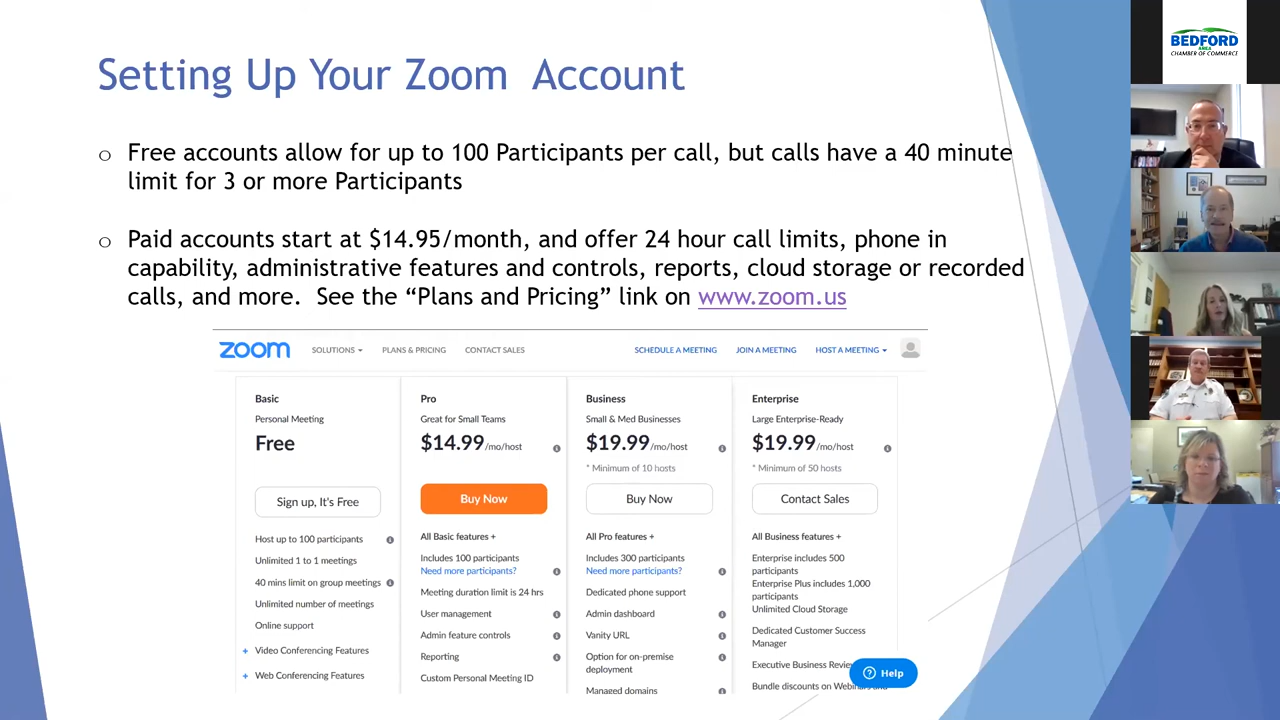 Setting Up Your Zoom Account
Free accounts allow for up to 100 Participants per call, but calls have a 40 minute
limit for 3 or more Participants
Paid accounts start at $14.95/month, and offer 24 hour call limits, phone in
capability, administrative features and controls, reports, cloud storage or recorded
calls, and more. See the “Plans and Pricing” link on www.zoom.us
zoom SOLUTIONS PLANS & PRICING CONTACT SALES SCHEDULE A MEETING JOIN A MEETING HOST A MEETING
Basic
Personal Meeting
Free
Sign up, It's Free
Host up to 100 participants
Unlimited 1 to 1 meetings
40 mins limit on group meetings
Unlimited number of meetings
Online support
+ Video Conferencing Features
+ Web Conferencing Features
Pro
Great for Small Teams
$14.99/mo/host
Buy Now
All Basic features +
Includes 100 participants
Need more participants?
Meeting duration limit is 24 hrs
User management
Admin feature controls
Reporting
Custom Personal Meeting ID
Business
Small & Med Businesses
$19.99/mo/host
* Minimum of 10 hosts
Buy Now
All Pro features +
Includes 300 participants
Need more participants?
Dedicated phone support
Admin dashboard
Vanity URL
Option for on-premise
deployment
Managed domains
Enterprise
Large Enterprise-Ready
$19.99/mo/host
* Minimum of 50 hosts
Contact Sales
All Business features +
Enterprise includes 500
participants
Enterprise Plus includes 1,000
participants
Unlimited Cloud Storage
Dedicated Customer Success
Manager
Executive Business
Bundle discounts on
Help
BEDFORD
AREA
CHAMBER OF COMMERCE